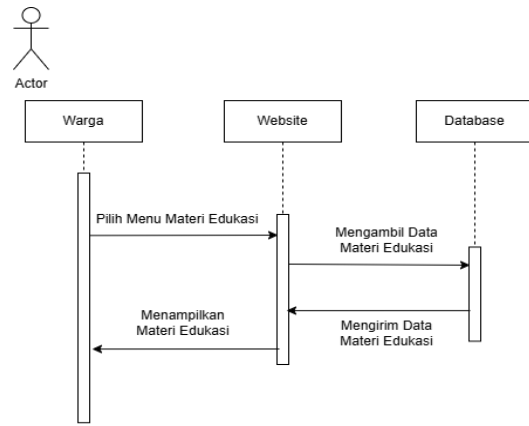 Actor
Warga
Website
Database
Pilih Menu Materi Edukasi
Mengambil Data
Materi Edukasi
Menampilkan
Materi Edukasi
Mengirim Data
Materi Edukasi